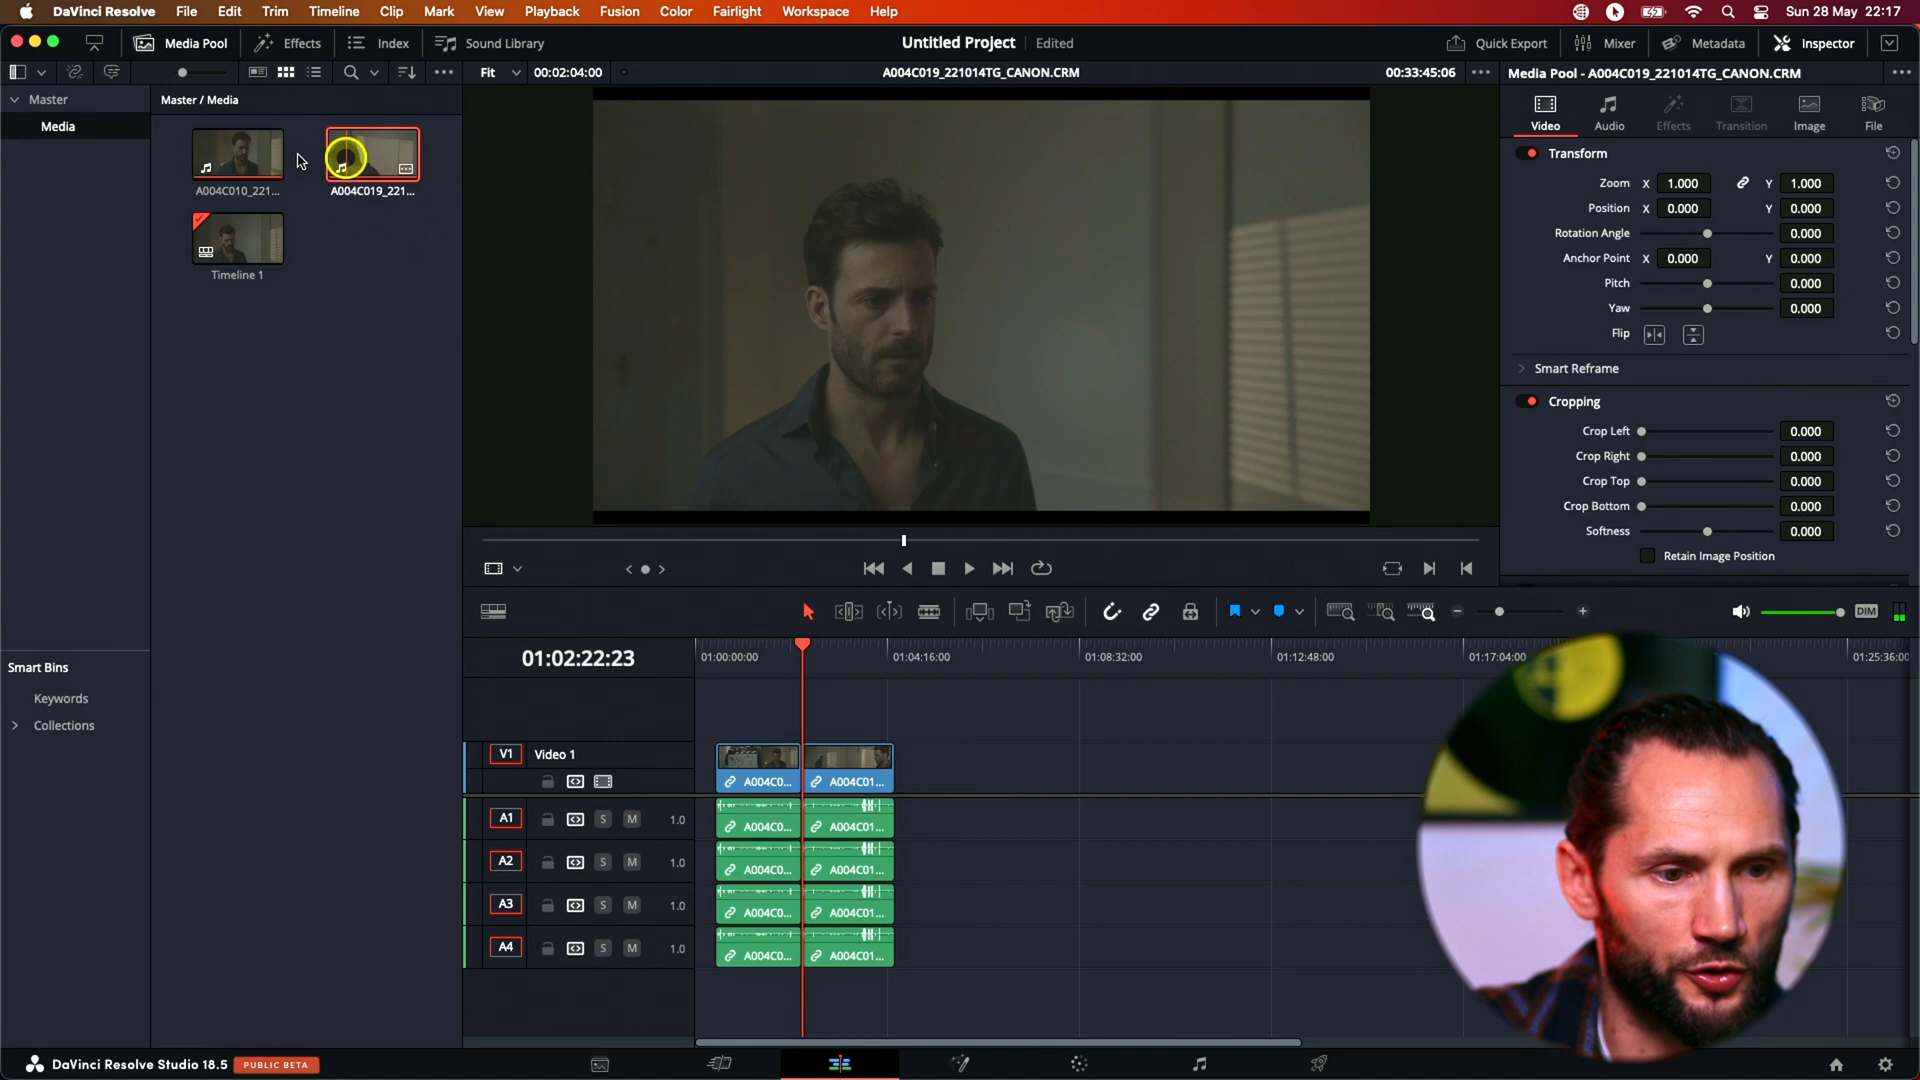 DaVinci Resolve File Edit Trim Timeline Clip Mark View Playback Fusion Color Fairlight Workspace Help Sun 28 May 22:17
Media Pool Effects Index Sound Library Untitled Project Edited Quick Export Mixer Metadata Inspector
Fit 00:02:04:00 A004C019_221014TG_CANON.CRM 00:33:45:06 Media Pool - A004C019_221014TG_CANON.CRM
Master Master / Media
Media
A004C010_221... A004C019_221...
Timeline 1
Video Audio Effects Transition Image File
Transform
Zoom X 1.000 Y 1.000
Position X 0.000 Y 0.000
Rotation Angle 0.000
Anchor Point X 0.000 Y 0.000
Pitch 0.000
Yaw 0.000
Flip
Smart Reframe
Cropping
Crop Left 0.000
Crop Right 0.000
Crop Top 0.000
Crop Bottom 0.000
Softness 0.000
Retain Image Position
DIM
01:02:22:23 01:00:00:00 01:04:16:00 01:08:32:00 01:12:48:00 01:17:04:00 01:25:36:00
Smart Bins
Keywords
Collections
V1 Video 1
A004C0... A004C01...
A1 S M 1.0 A004C0... A004C01...
A2 S M 1.0 A004C0... A004C01...
A3 S M 1.0 A004C0... A004C01...
A4 S M 1.0 A004C0... A004C01...
DaVinci Resolve Studio 18.5 PUBLIC BETA